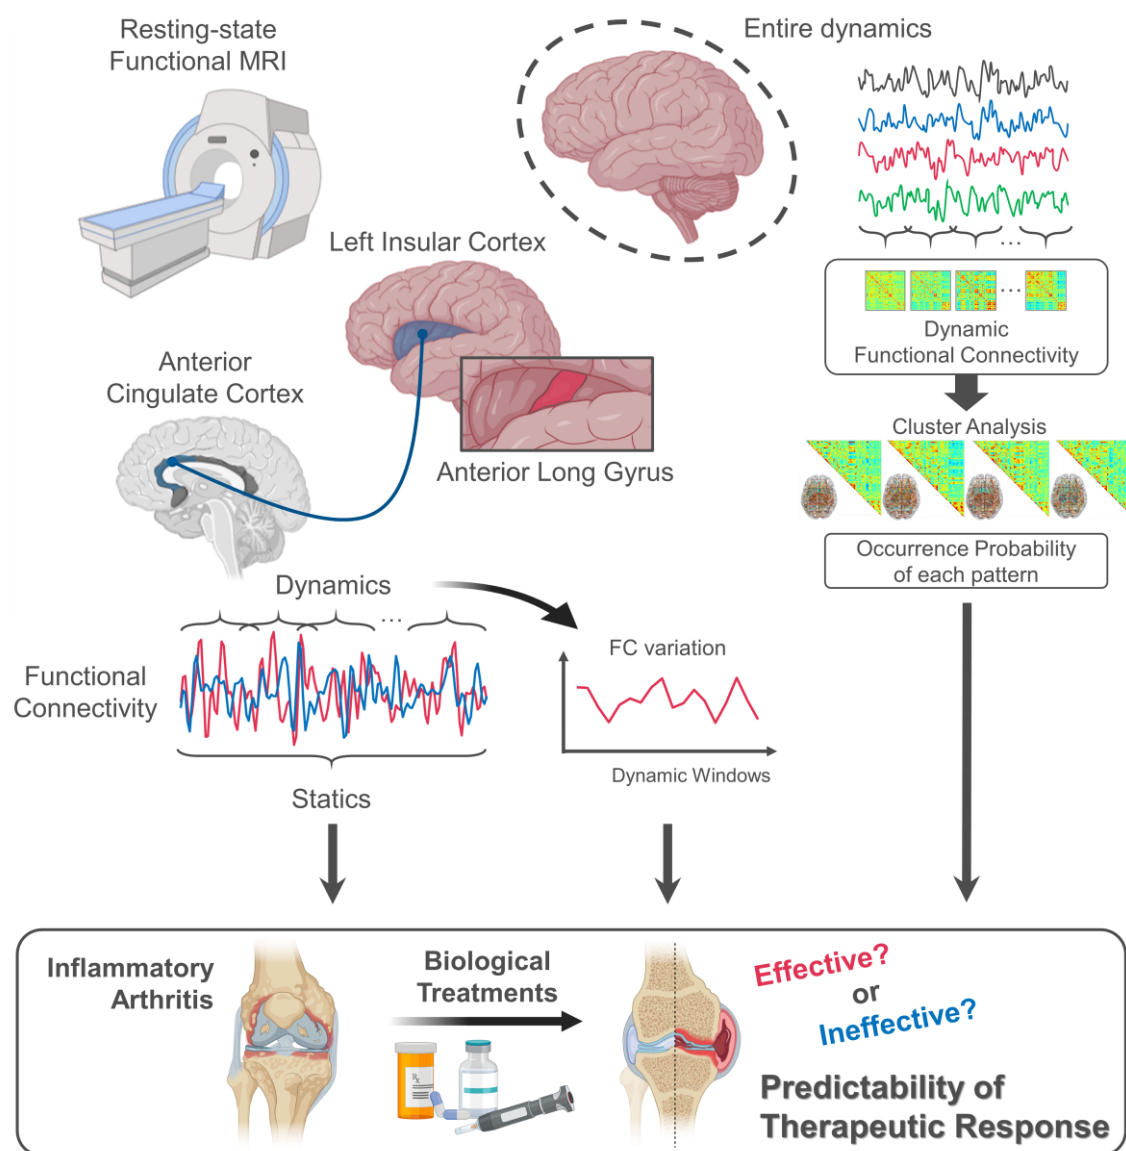 Resting-state
Functional MRI
Entire dynamics
Left Insular Cortex
Anterior
Cingulate Cortex
Anterior Long Gyrus
...
...
Dynamic
Functional Connectivity
Cluster Analysis
Occurrence Probability
of each pattern
Dynamics
...
Functional
Connectivity
Statics
FC variation
Dynamic Windows
Inflammatory
Arthritis
Biological
Treatments
Rx
Effective?
or
Ineffective?
Predictability of
Therapeutic Response